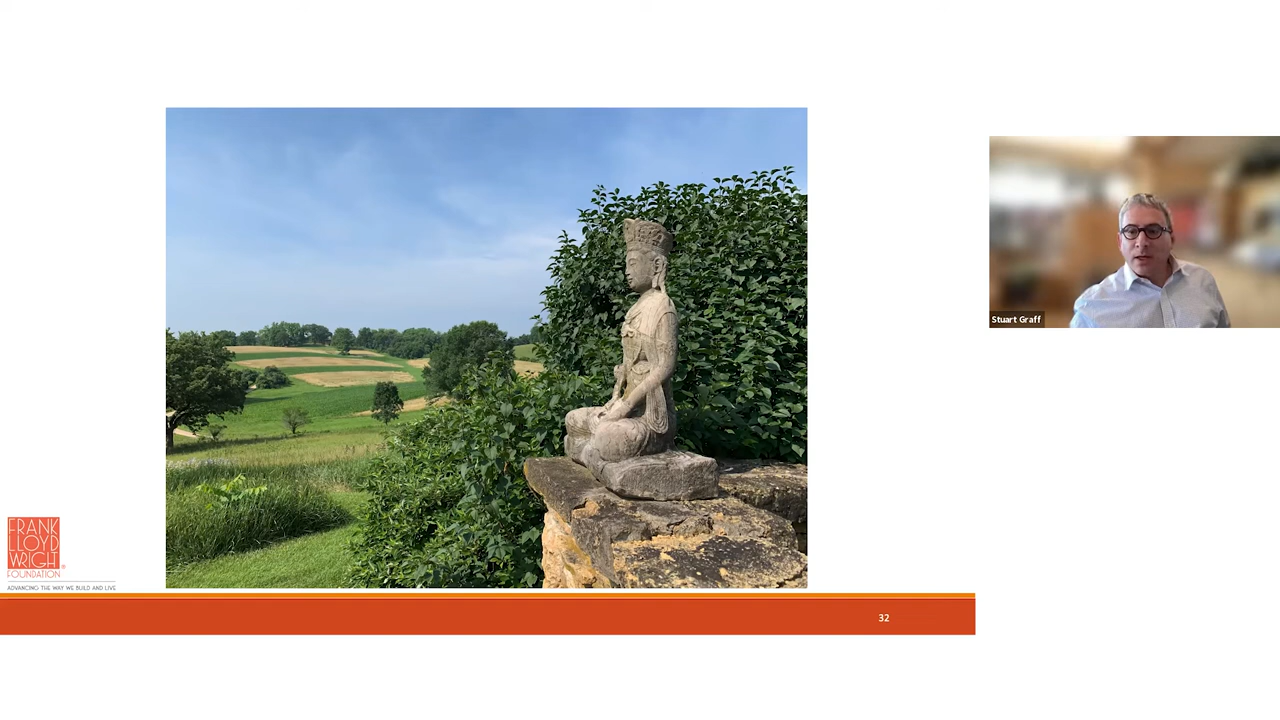 Stuart Graff
FRANK
LLOYD
WRIGHT
FOUNDATION
ADVANCING THE WAY WE BUILD AND LIVE
32